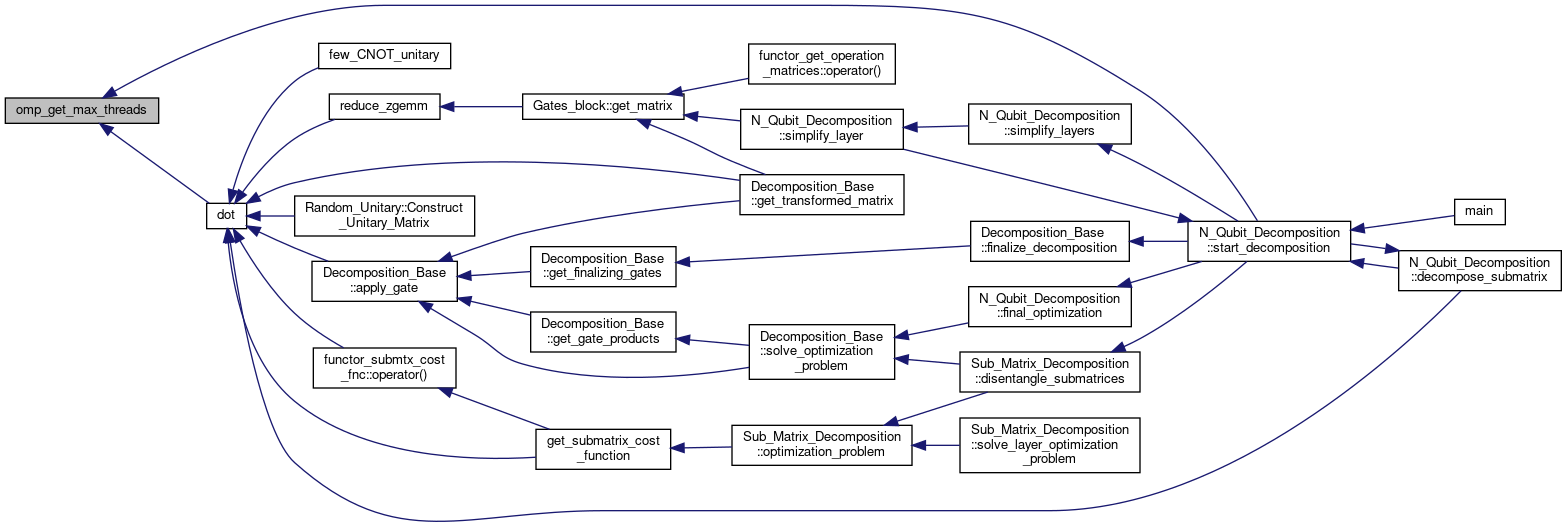 omp_get_max_threads
dot
few_CNOT_unitary
reduce_zgemm
Random_Unitary::Construct
_Unitary_Matrix
Decomposition_Base
::apply_gate
functor_submtx_cost
_fnc::operator()
Gates_block::get_matrix
Decomposition_Base
::get_finalizing_gates
Decomposition_Base
::get_gate_products
get_submatrix_cost
_function
functor_get_operation
_matrices::operator()
N_Qubit_Decomposition
::simplify_layer
Decomposition_Base
::get_transformed_matrix
Decomposition_Base
::solve_optimization
_problem
Sub_Matrix_Decomposition
::optimization_problem
N_Qubit_Decomposition
::simplify_layers
Decomposition_Base
::finalize_decomposition
N_Qubit_Decomposition
::final_optimization
Sub_Matrix_Decomposition
::disentangle_submatrices
Sub_Matrix_Decomposition
::solve_layer_optimization
_problem
N_Qubit_Decomposition
::start_decomposition
main
N_Qubit_Decomposition
::decompose_submatrix